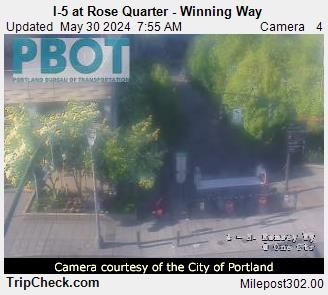 I-5 at Rose Quarter - Winning Way
Updated May 30 2024 7:55 AM Camera 4
PBOT
PORTLAND BUREAU OF TRANSPORTATION
Camera courtesy of the City of Portland
TripCheck.com Milepost302.00